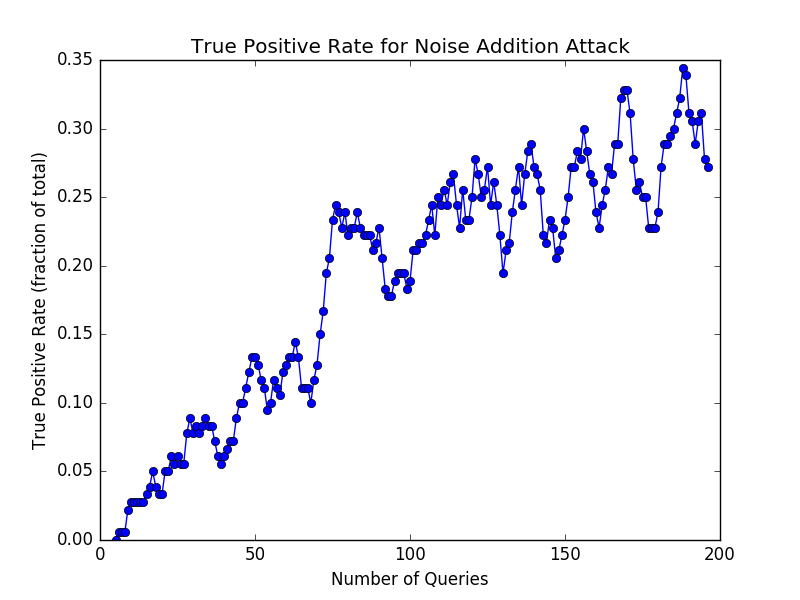 True Positive Rate for Noise Addition Attack
0.35
0.30
0.25
0.20
0.15
0.10
0.05
0.00
True Positive Rate (fraction of total)
0 50 100 150 200
Number of Queries